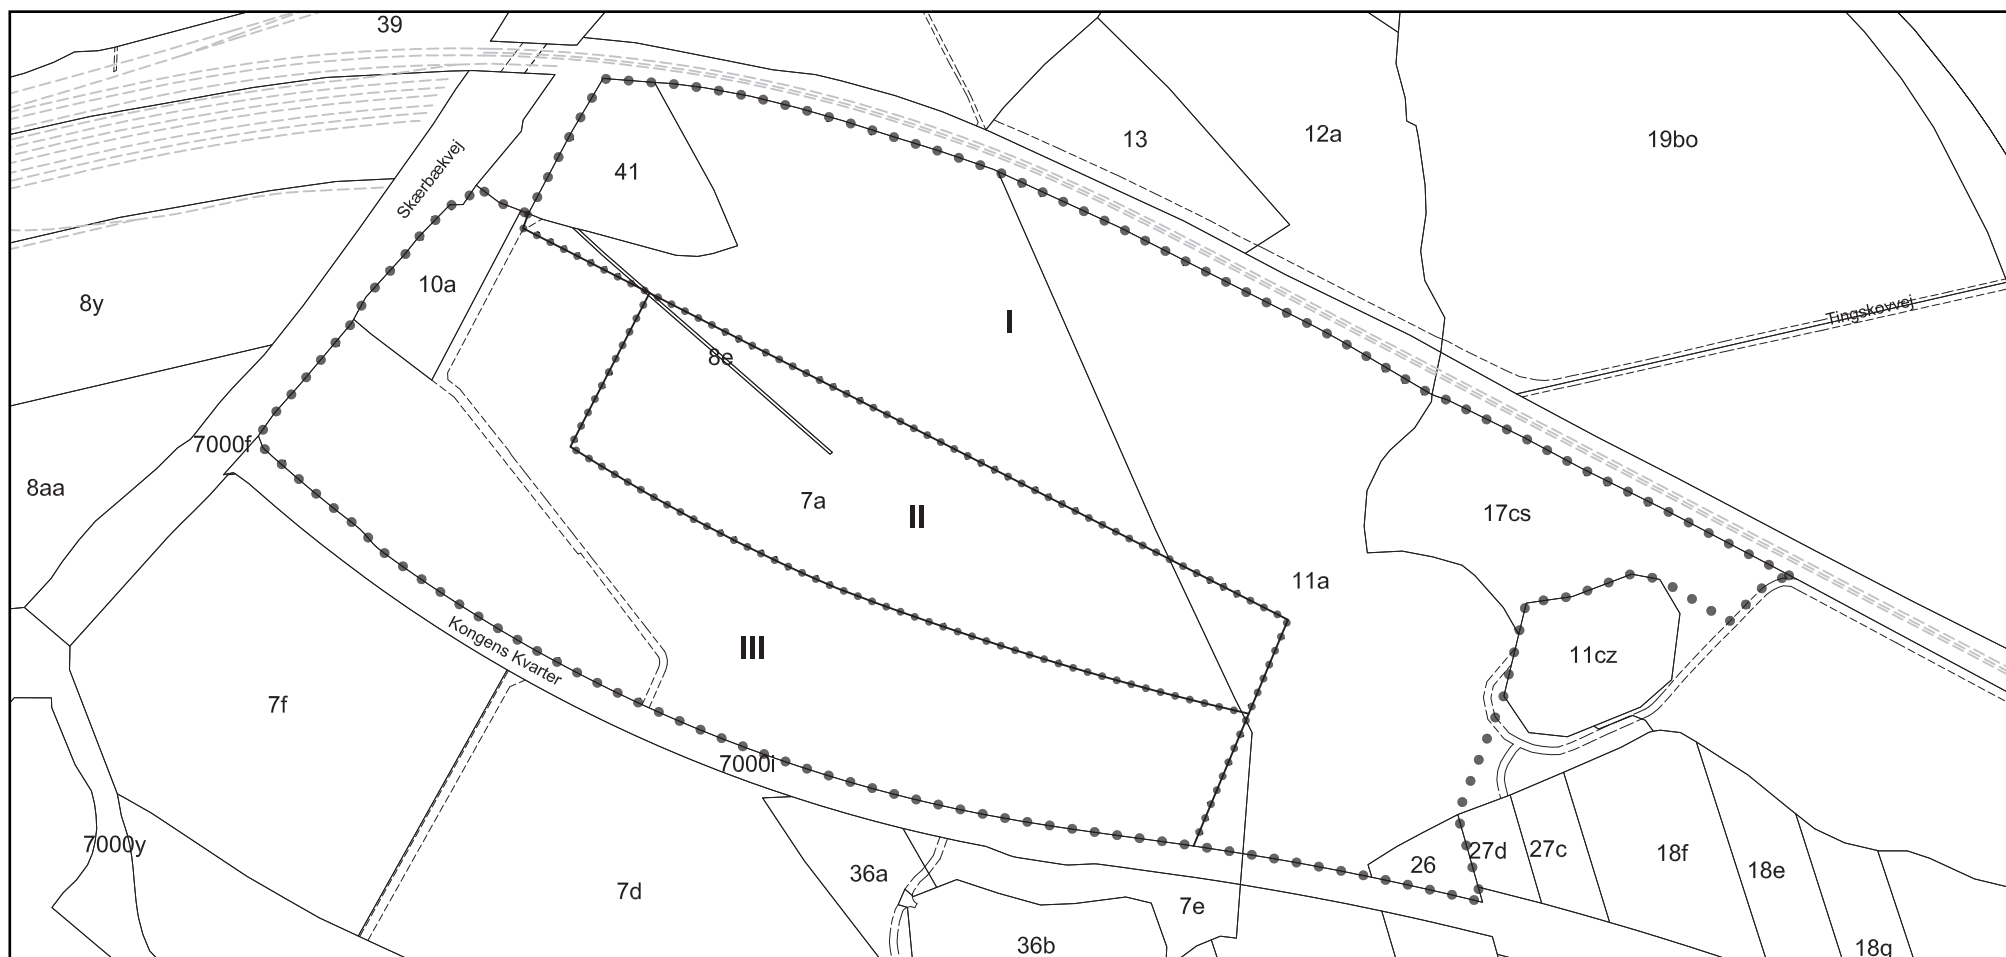 39
13
12a
19bo
41
Skærbækvej
10a
8y
Tingskovvej
I
8e
7000f
8aa
7a
II
17cs
11a
Kongens Kvarter
III
11cz
7f
7000i
7000y
26
27d
27c
18f
18e
36a
7d
7e
36b
18g